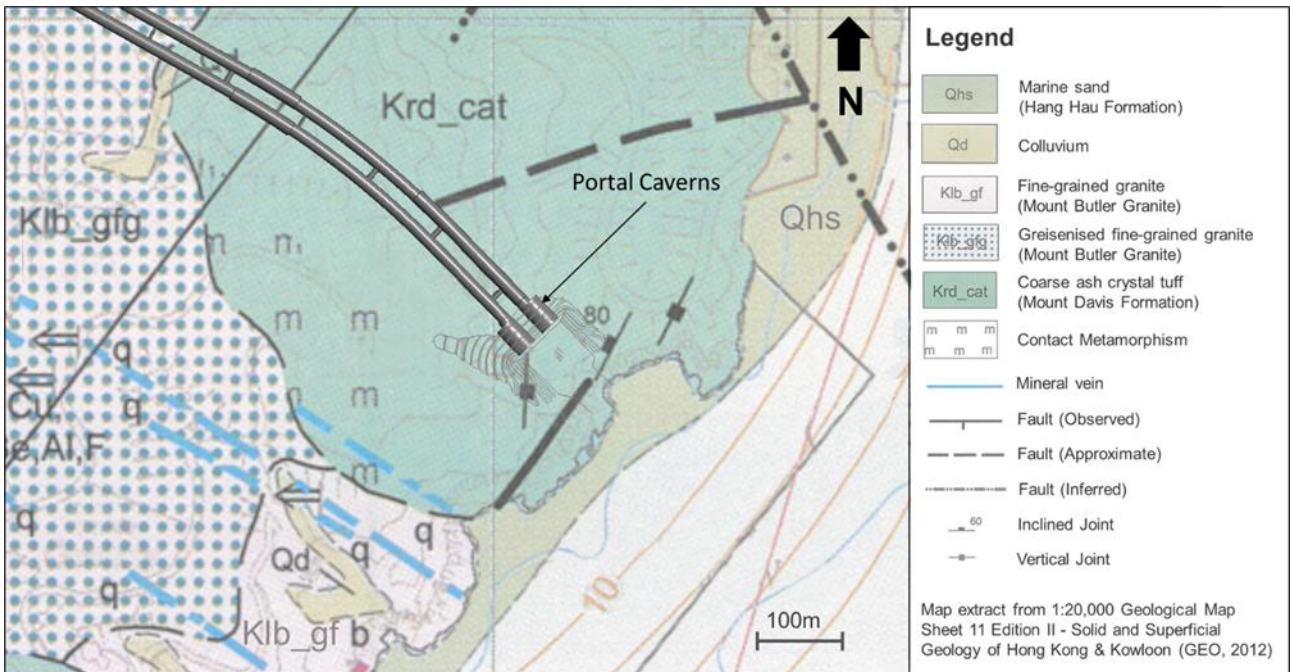 Krd_cat
N
Portal Caverns
Qhs
Klb_gfg
m
m
m
80
m
m
q
q
Cu,
e,Al,F
q
q
q
Qd
q
Klb_gf b
10
100m
Legend
Qhs
Marine sand
(Hang Hau Formation)
Qd
Colluvium
Klb_gf
Fine-grained granite
(Mount Butler Granite)
Klb_gfg
Greisenised fine-grained granite
(Mount Butler Granite)
Krd_cat
Coarse ash crystal tuff
(Mount Davis Formation)
m m m
m m m
Contact Metamorphism
Mineral vein
Fault (Observed)
Fault (Approximate)
Fault (Inferred)
60
Inclined Joint
Vertical Joint
Map extract from 1:20,000 Geological Map
Sheet 11 Edition II - Solid and Superficial
Geology of Hong Kong & Kowloon (GEO, 2012)